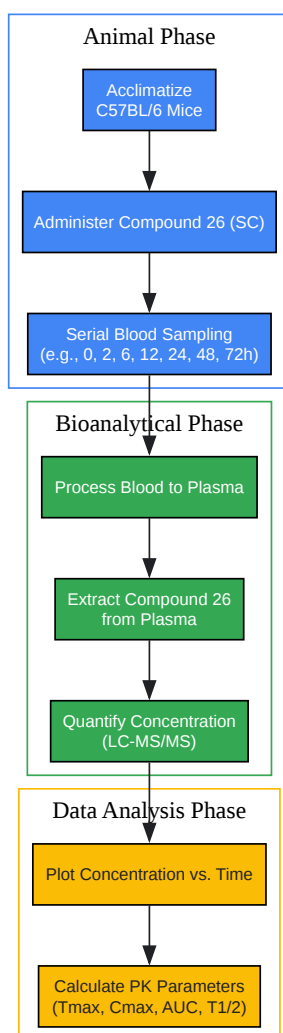 Animal Phase
Acclimatize
C57BL/6 Mice
Administer Compound 26 (SC)
Serial Blood Sampling
(e.g., 0, 2, 6, 12, 24, 48, 72h)
Bioanalytical Phase
Process Blood to Plasma
Extract Compound 26
from Plasma
Quantify Concentration
(LC-MS/MS)
Data Analysis Phase
Plot Concentration vs. Time
Calculate PK Parameters
(Tmax, Cmax, AUC, T1/2)